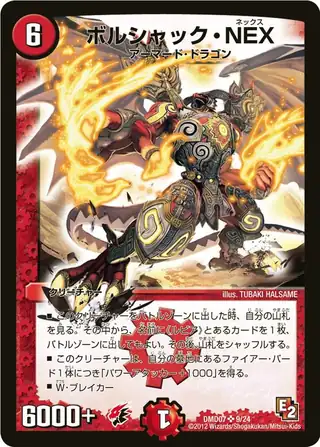 6
ネックス
ボルシャック・NEX
アーマード・ドラゴン
クリーチャー
illus. TUBAKI HALSAME
■ このクリーチャーをバトルゾーンに出した時、自分の山札
を見る。その中から、名前に《ルピア》とあるカードを1枚、
バトルゾーンに出してもよい。その後、山札をシャッフルする。
■ このクリーチャーは、自分の墓地にあるファイアー・バー
ド1体につき「パワーアタッカー+1000」を得る。
■ W・ブレイカー
6000+
1
DMD07 9/24
©2012 Wizards/Shogakukan/Mitsui-Kids
E2